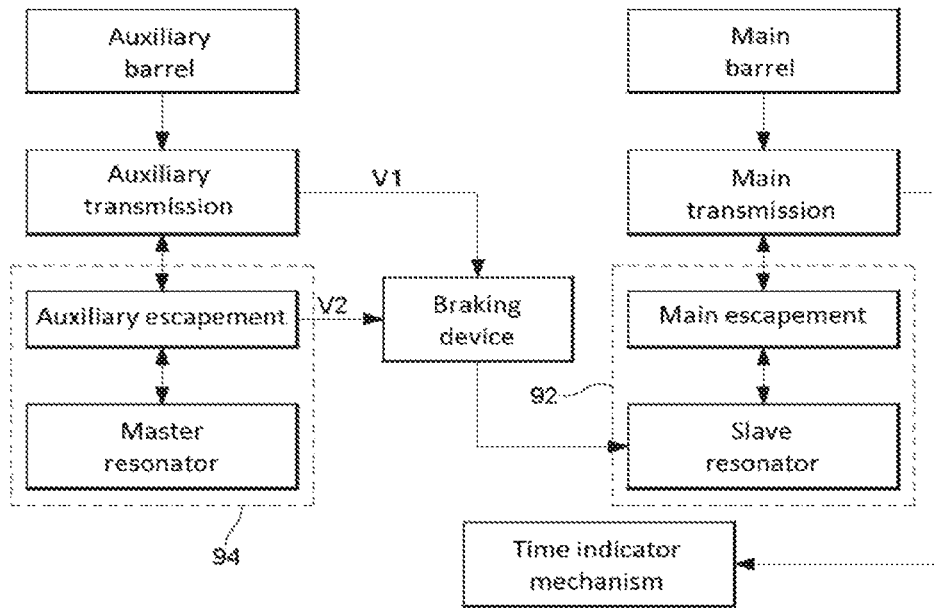 Auxiliary
barrel
Main
barrel
Auxiliary
transmission
V1
Main
transmission
Auxiliary escapement
V2
Braking
device
Main escapement
92
Master
resonator
Slave
resonator
94
Time indicator
mechanism